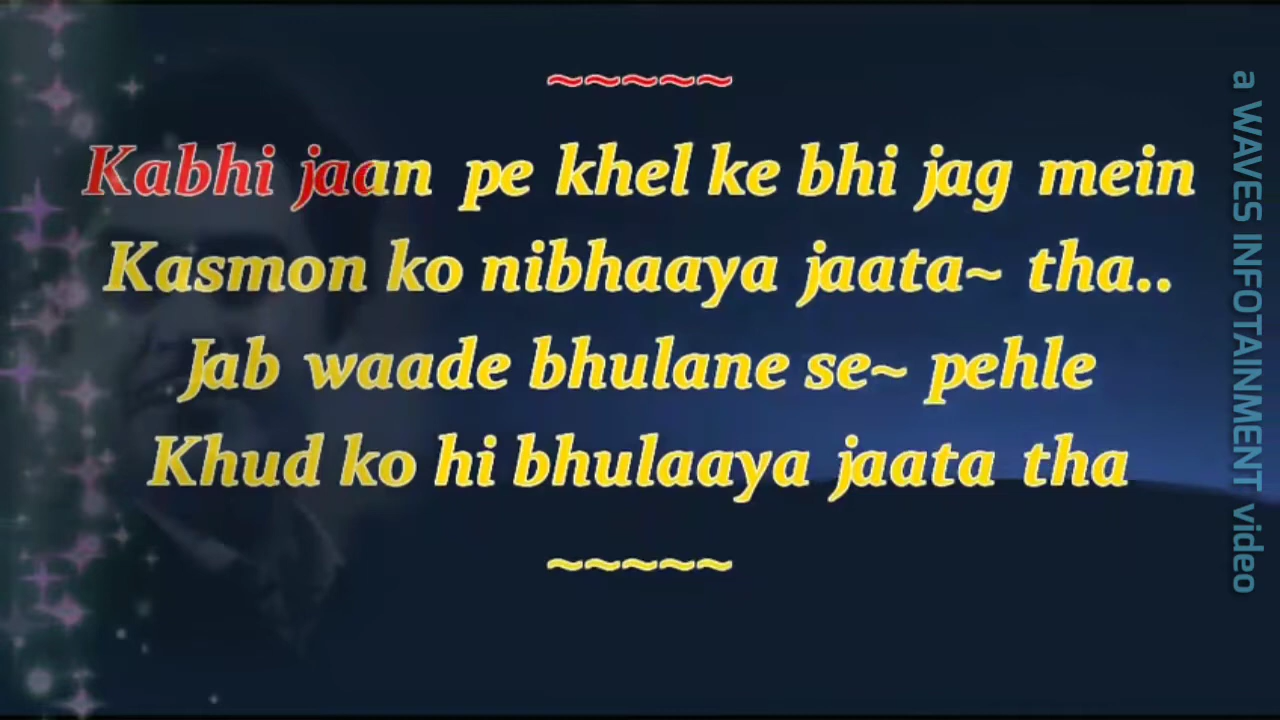 ~~~~~
Kabhi jaan pe khel ke bhi jag mein
Kasmon ko nibhaaya jaata~ tha..
Jab waade bhulane se~ pehle
Khud ko hi bhulaaya jaata tha
~~~~~
a WAVES INFOTAINMENT video